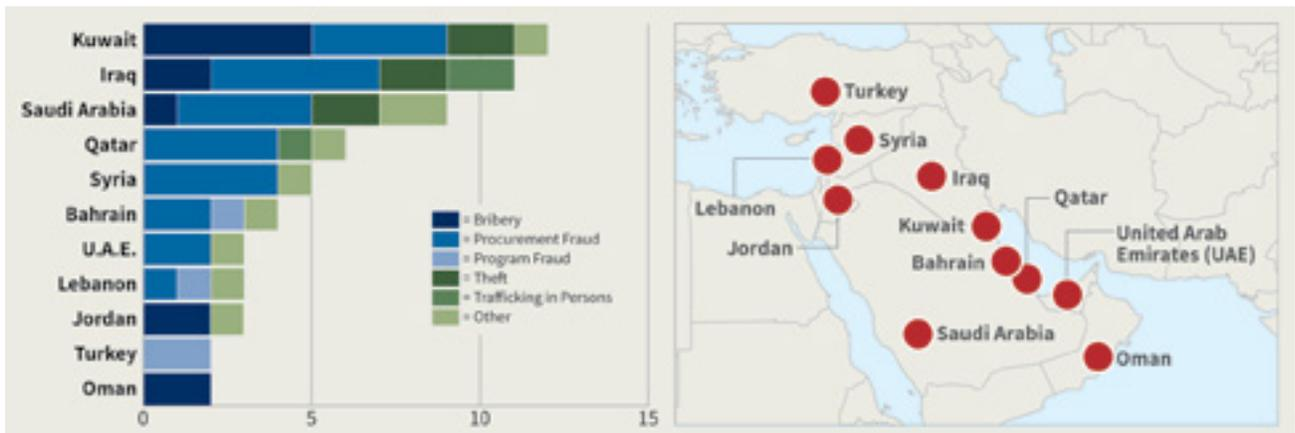 Kuwait
Iraq
Saudi Arabia
Qatar
Syria
Bahrain
U.A.E.
Lebanon
Jordan
Turkey
Oman
0 5 10 15
= Bribery
= Procurement Fraud
= Program Fraud
= Theft
= Trafficking in Persons
= Other
Turkey
Syria
Iraq
Lebanon
Qatar
Kuwait
Jordan
United Arab
Emirates (UAE)
Bahrain
Saudi Arabia
Oman